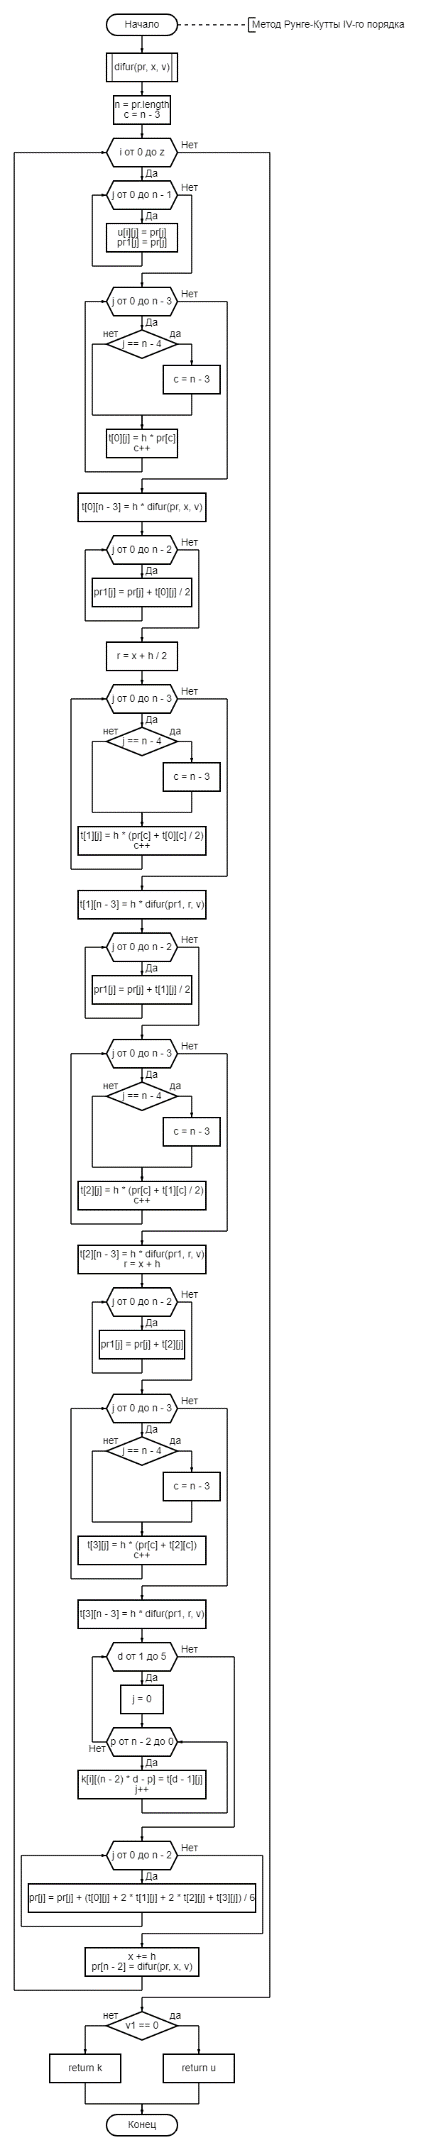 Начало
Метод Рунге-Кутты IV-го порядка
difur(pr, x, v)
n = pr.length
c = n - 3
i от 0 до z
Нет
Да
j от 0 до n - 1
Нет
Да
u[i][j] = pr[j]
pr1[j] = pr[j]
j от 0 до n - 3
Нет
Да
нет
да
j == n - 4
c = n - 3
t[0][j] = h * pr[c]
c++
t[0][n - 3] = h * difur(pr, x, v)
j от 0 до n - 2
Нет
Да
pr1[j] = pr[j] + t[0][j] / 2
r = x + h / 2
j от 0 до n - 3
Нет
Да
нет
да
j == n - 4
c = n - 3
t[1][j] = h * (pr[c] + t[0][c] / 2)
c++
t[1][n - 3] = h * difur(pr1, r, v)
j от 0 до n - 2
Нет
Да
pr1[j] = pr[j] + t[1][j] / 2
j от 0 до n - 3
Нет
Да
нет
да
j == n - 4
c = n - 3
t[2][j] = h * (pr[c] + t[1][c] / 2)
c++
t[2][n - 3] = h * difur(pr1, r, v)
r = x + h
j от 0 до n - 2
Нет
Да
pr1[j] = pr[j] + t[2][j]
j от 0 до n - 3
Нет
Да
нет
да
j == n - 4
c = n - 3
t[3][j] = h * (pr[c] + t[2][c])
c++
t[3][n - 3] = h * difur(pr1, r, v)
d от 1 до 5
Нет
Да
j = 0
p от n - 2 до 0
Нет
Да
k[i][(n - 2) * d - p] = t[d - 1][j]
j++
j от 0 до n - 2
Нет
Да
pr[j] = pr[j] + (t[0][j] + 2 * t[1][j] + 2 * t[2][j] + t[3][j]) / 6
x += h
pr[n - 2] = difur(pr, x, v)
нет
да
v1 == 0
return k
return u
Конец